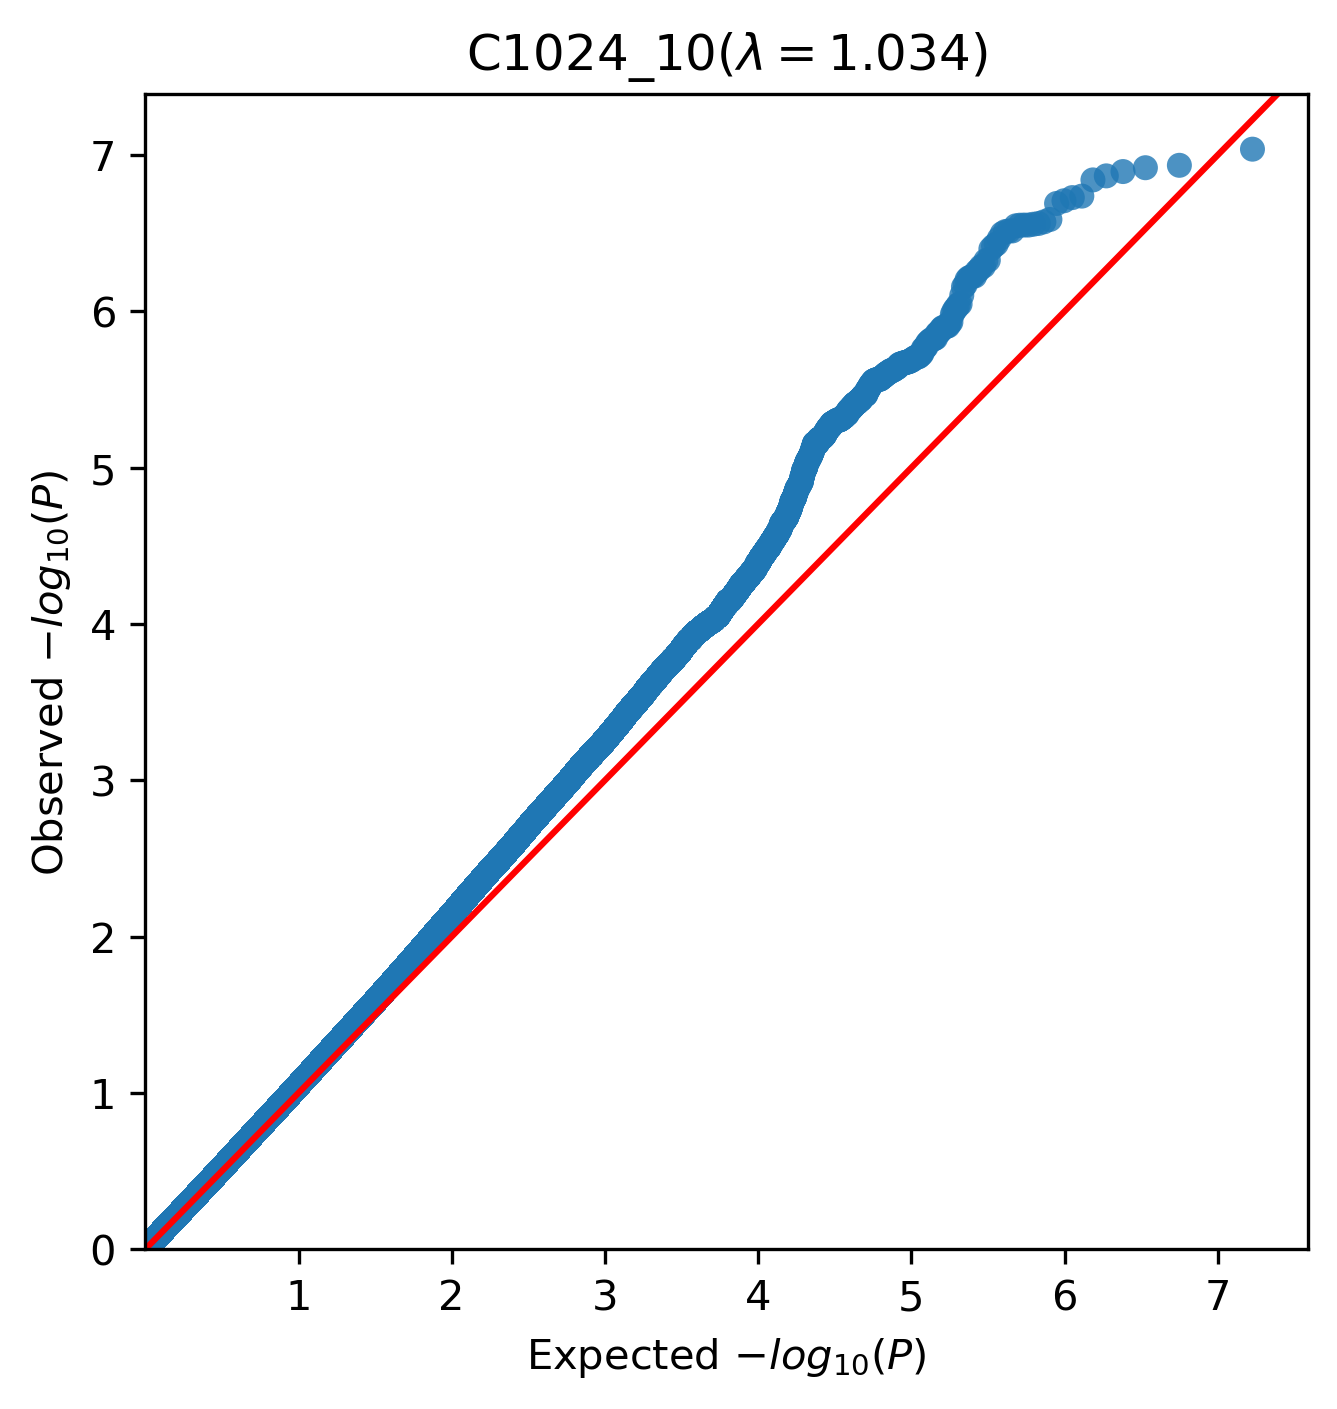 C1024_10(λ = 1.034)
Observed −log₁₀(P)
7
6
5
4
3
2
1
0
1 2 3 4 5 6 7
Expected −log₁₀(P)